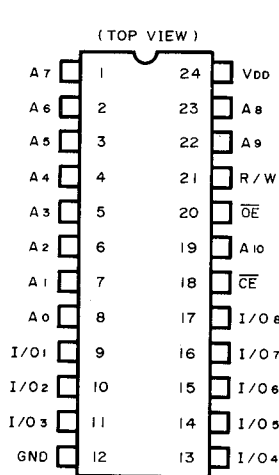 ( TOP VIEW )
A7 1 24 VDD
A6 2 23 A8
A5 3 22 A9
A4 4 21 R/W
A3 5 20 O̅E̅
A2 6 19 A10
A1 7 18 C̅E̅
A0 8 17 I/O8
I/O1 9 16 I/O7
I/O2 10 15 I/O6
I/O3 11 14 I/O5
GND 12 13 I/O4